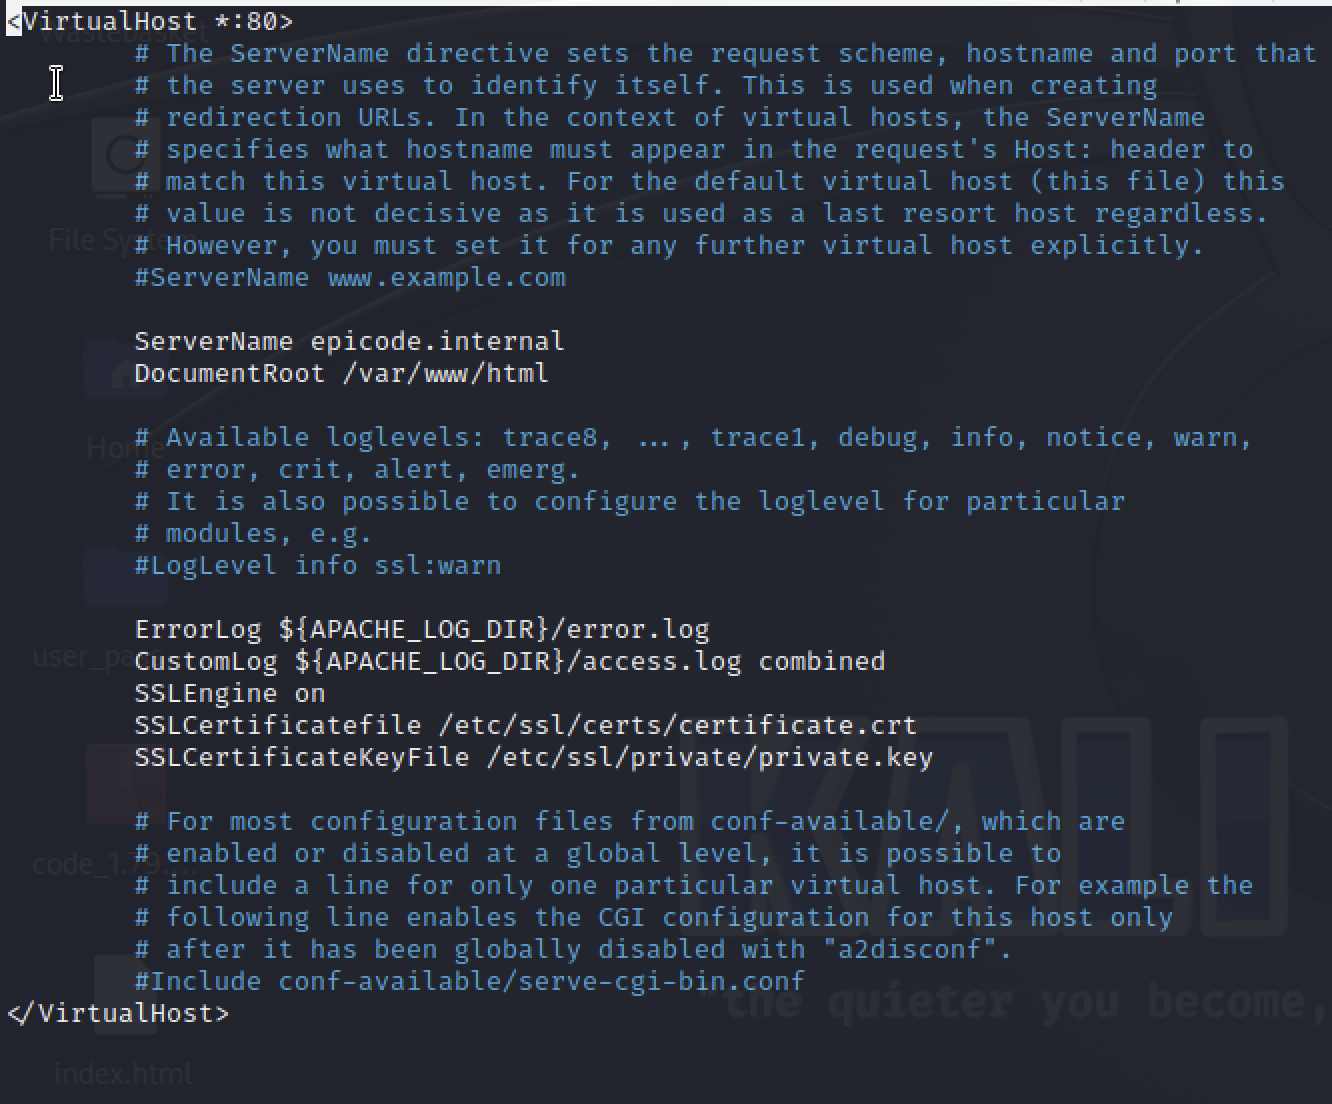 Wastebasket
<VirtualHost *:80>
# The ServerName directive sets the request scheme, hostname and port that
# the server uses to identify itself. This is used when creating
# redirection URLs. In the context of virtual hosts, the ServerName
# specifies what hostname must appear in the request's Host: header to
# match this virtual host. For the default virtual host (this file) this
# value is not decisive as it is used as a last resort host regardless.
# However, you must set it for any further virtual host explicitly.
File System
#ServerName www.example.com
ServerName epicode.internal
DocumentRoot /var/www/html
# Available loglevels: trace8, ..., trace1, debug, info, notice, warn,
Home
# error, crit, alert, emerg.
# It is also possible to configure the loglevel for particular
# modules, e.g.
#LogLevel info ssl:warn
ErrorLog ${APACHE_LOG_DIR}/error.log
CustomLog ${APACHE_LOG_DIR}/access.log combined
SSLEngine on
SSLCertificatefile /etc/ssl/certs/certificate.crt
SSLCertificateKeyFile /etc/ssl/private/private.key
# For most configuration files from conf-available/, which are
# enabled or disabled at a global level, it is possible to
code_1.79....
# include a line for only one particular virtual host. For example the
# following line enables the CGI configuration for this host only
# after it has been globally disabled with "a2disconf".
#Include conf-available/serve-cgi-bin.conf
</VirtualHost>
KALI
"the quieter you become,
index.html